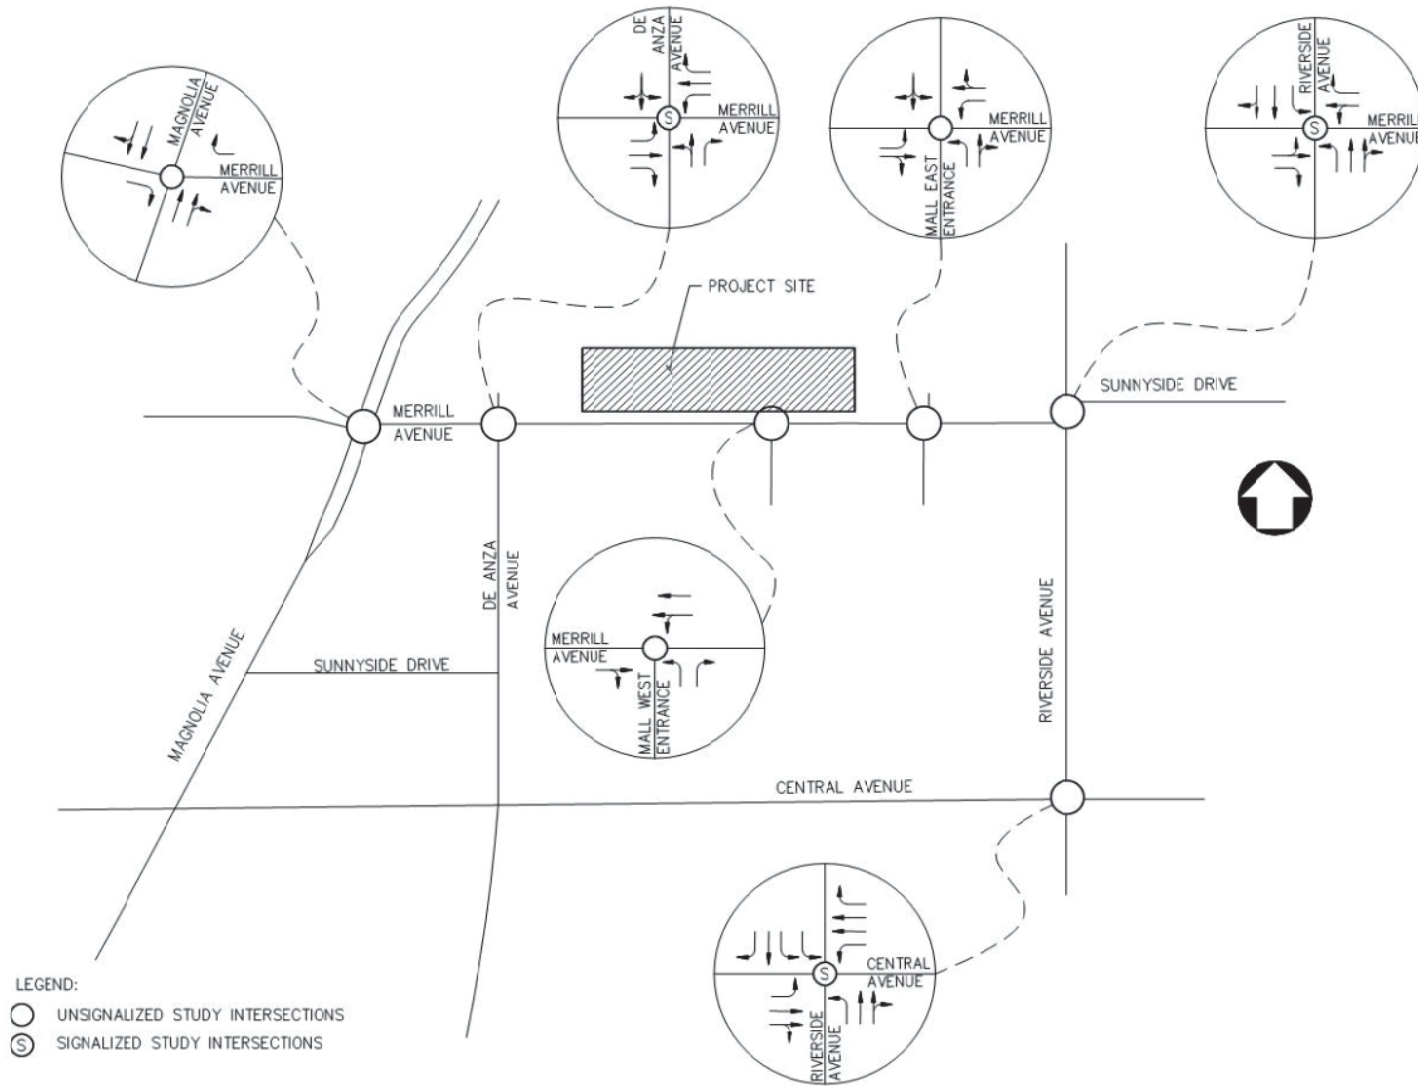 DE
ANZA
AVENUE
MERRILL
AVENUE
S
MAGNOLIA
AVENUE
MERRILL
AVENUE
MERRILL
AVENUE
MALL EAST
ENTRANCE
RIVERSIDE
AVENUE
MERRILL
AVENUE
S
PROJECT SITE
SUNNYSIDE DRIVE
MERRILL
AVENUE
DE ANZA
AVENUE
MERRILL
AVENUE
MALL WEST
ENTRANCE
RIVERSIDE AVENUE
MAGNOLIA AVENUE
SUNNYSIDE DRIVE
CENTRAL AVENUE
CENTRAL
AVENUE
S
RIVERSIDE
AVENUE
LEGEND:
UNSIGNALIZED STUDY INTERSECTIONS
S SIGNALIZED STUDY INTERSECTIONS